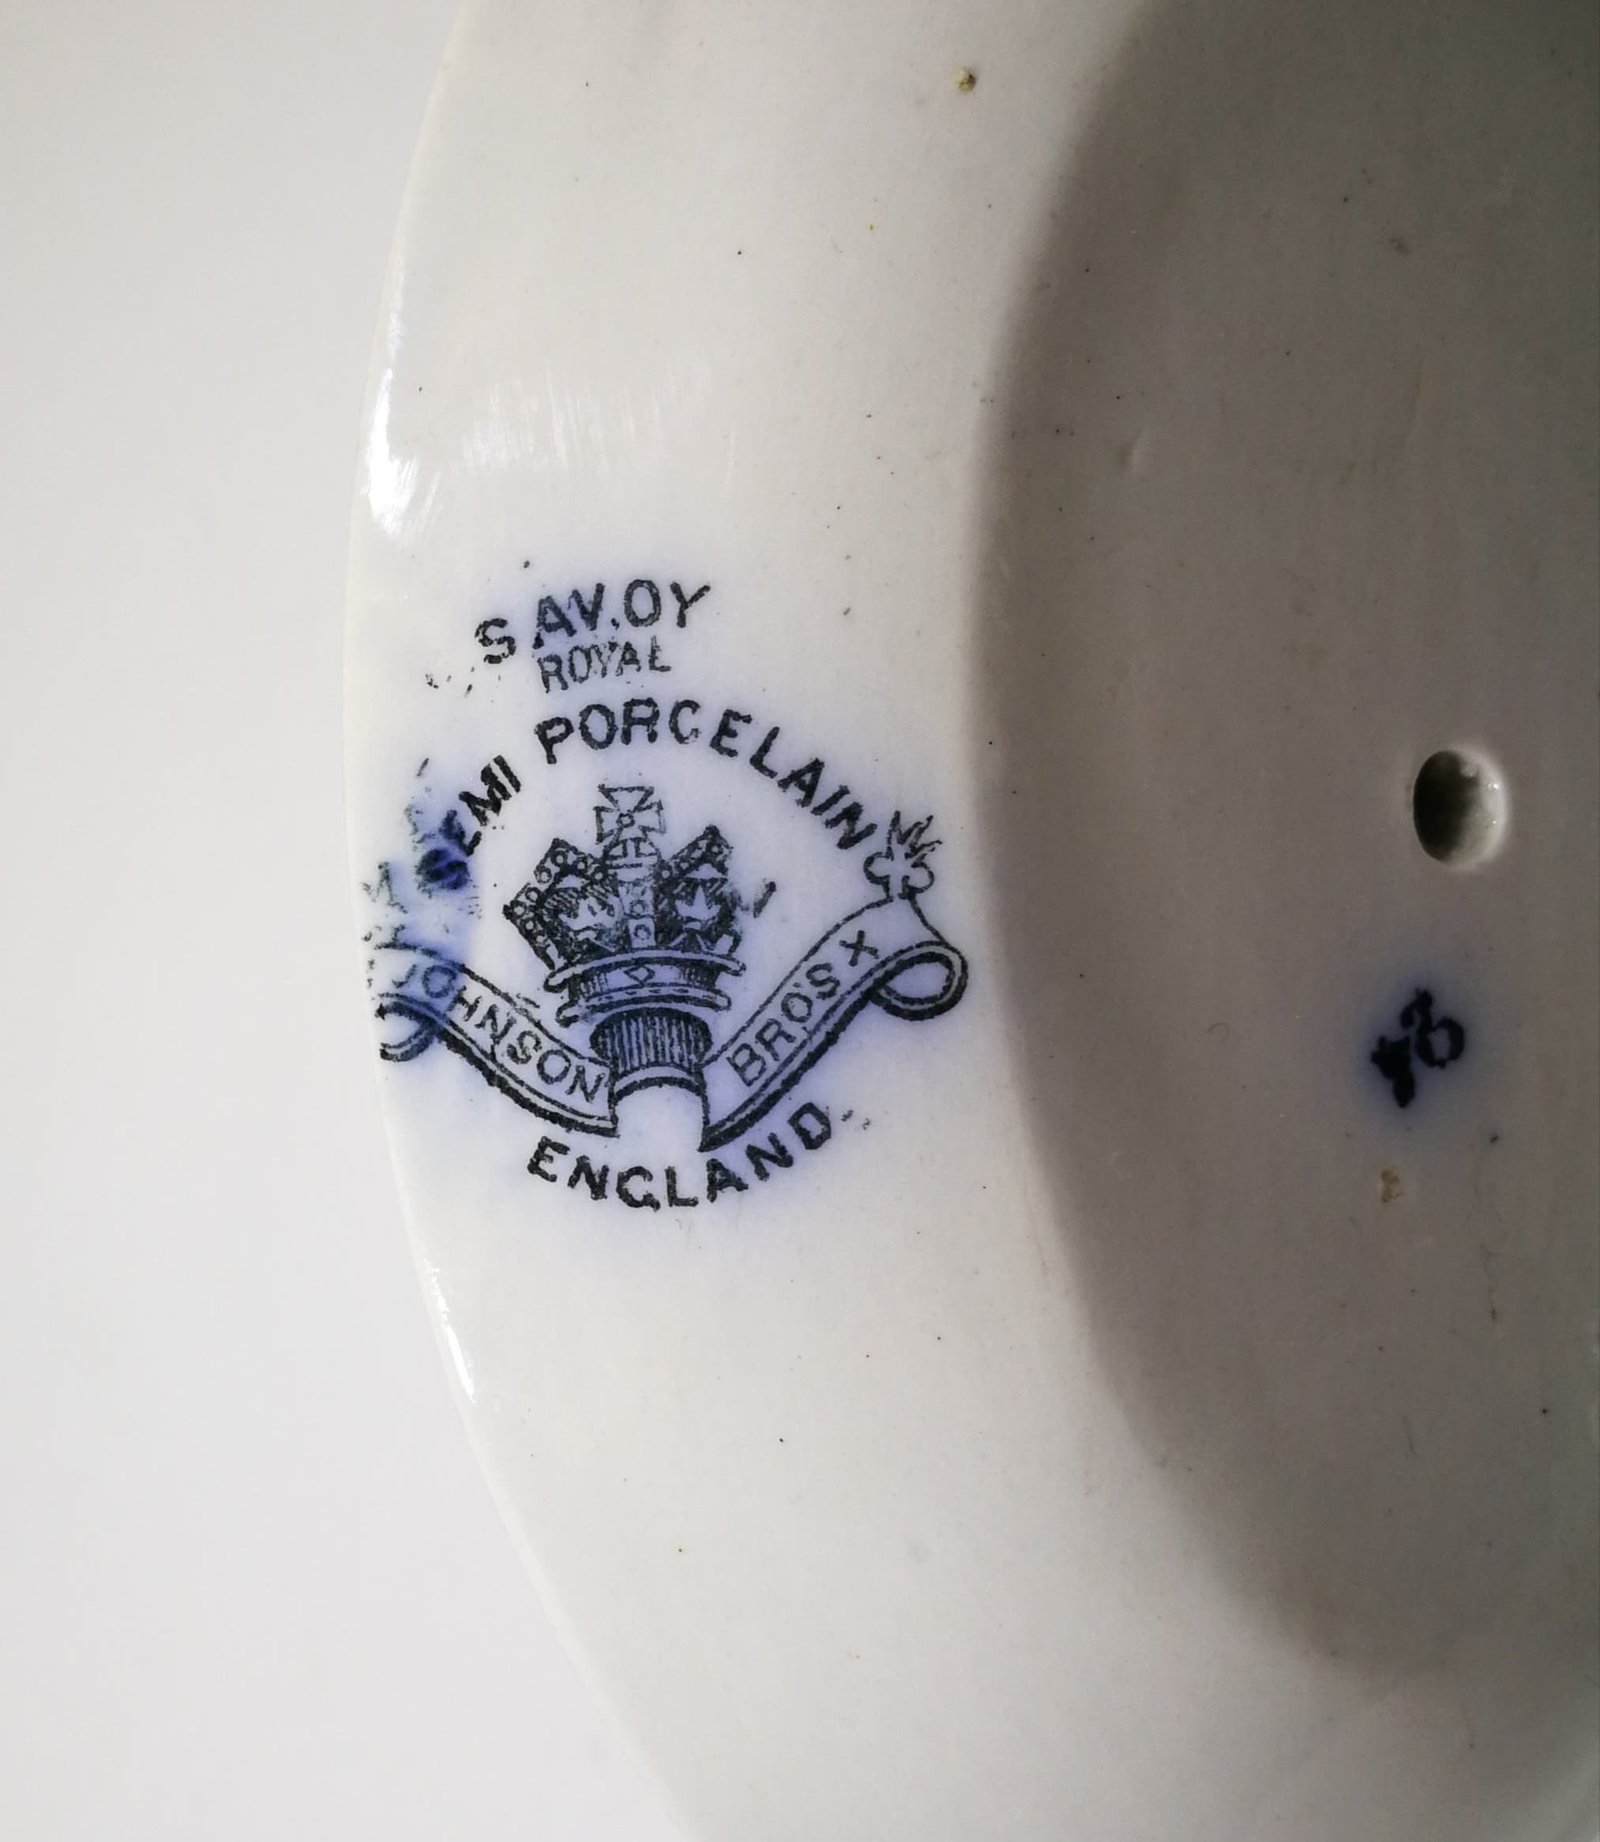 SAVOY
ROYAL
SEMI PORCELAIN
JOHNSON BROS X
ENGLAND